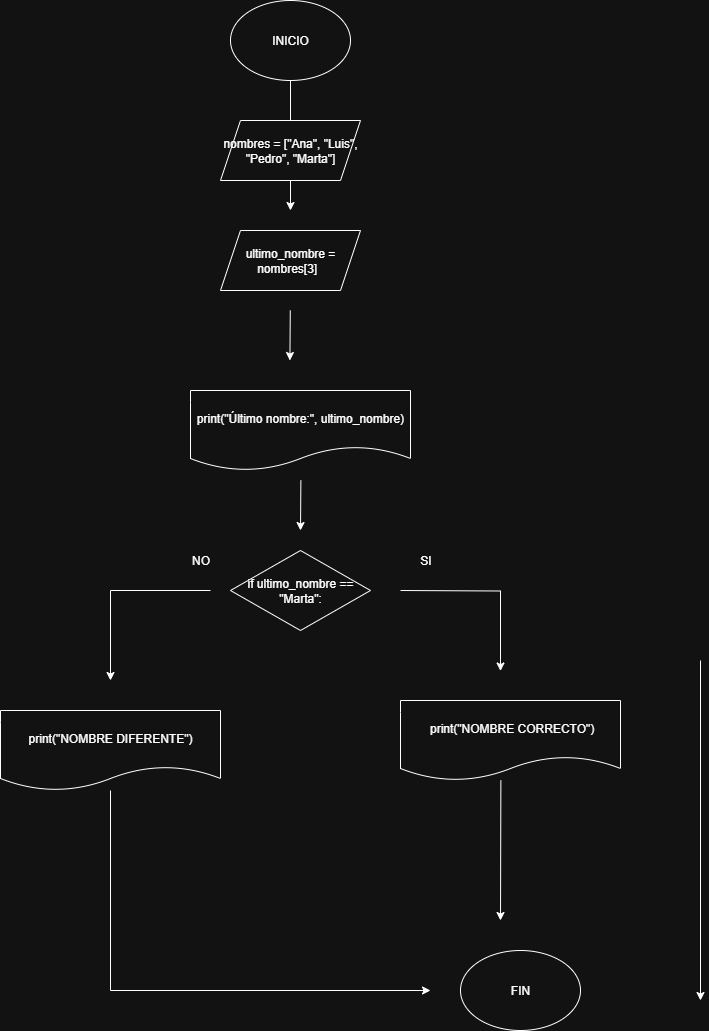 INICIO
nombres = ["Ana", "Luis",
"Pedro", "Marta"]
ultimo_nombre =
nombres[3]
print("Último nombre:", ultimo_nombre)
NO
SI
if ultimo_nombre ==
"Marta":
print("NOMBRE DIFERENTE")
print("NOMBRE CORRECTO")
FIN